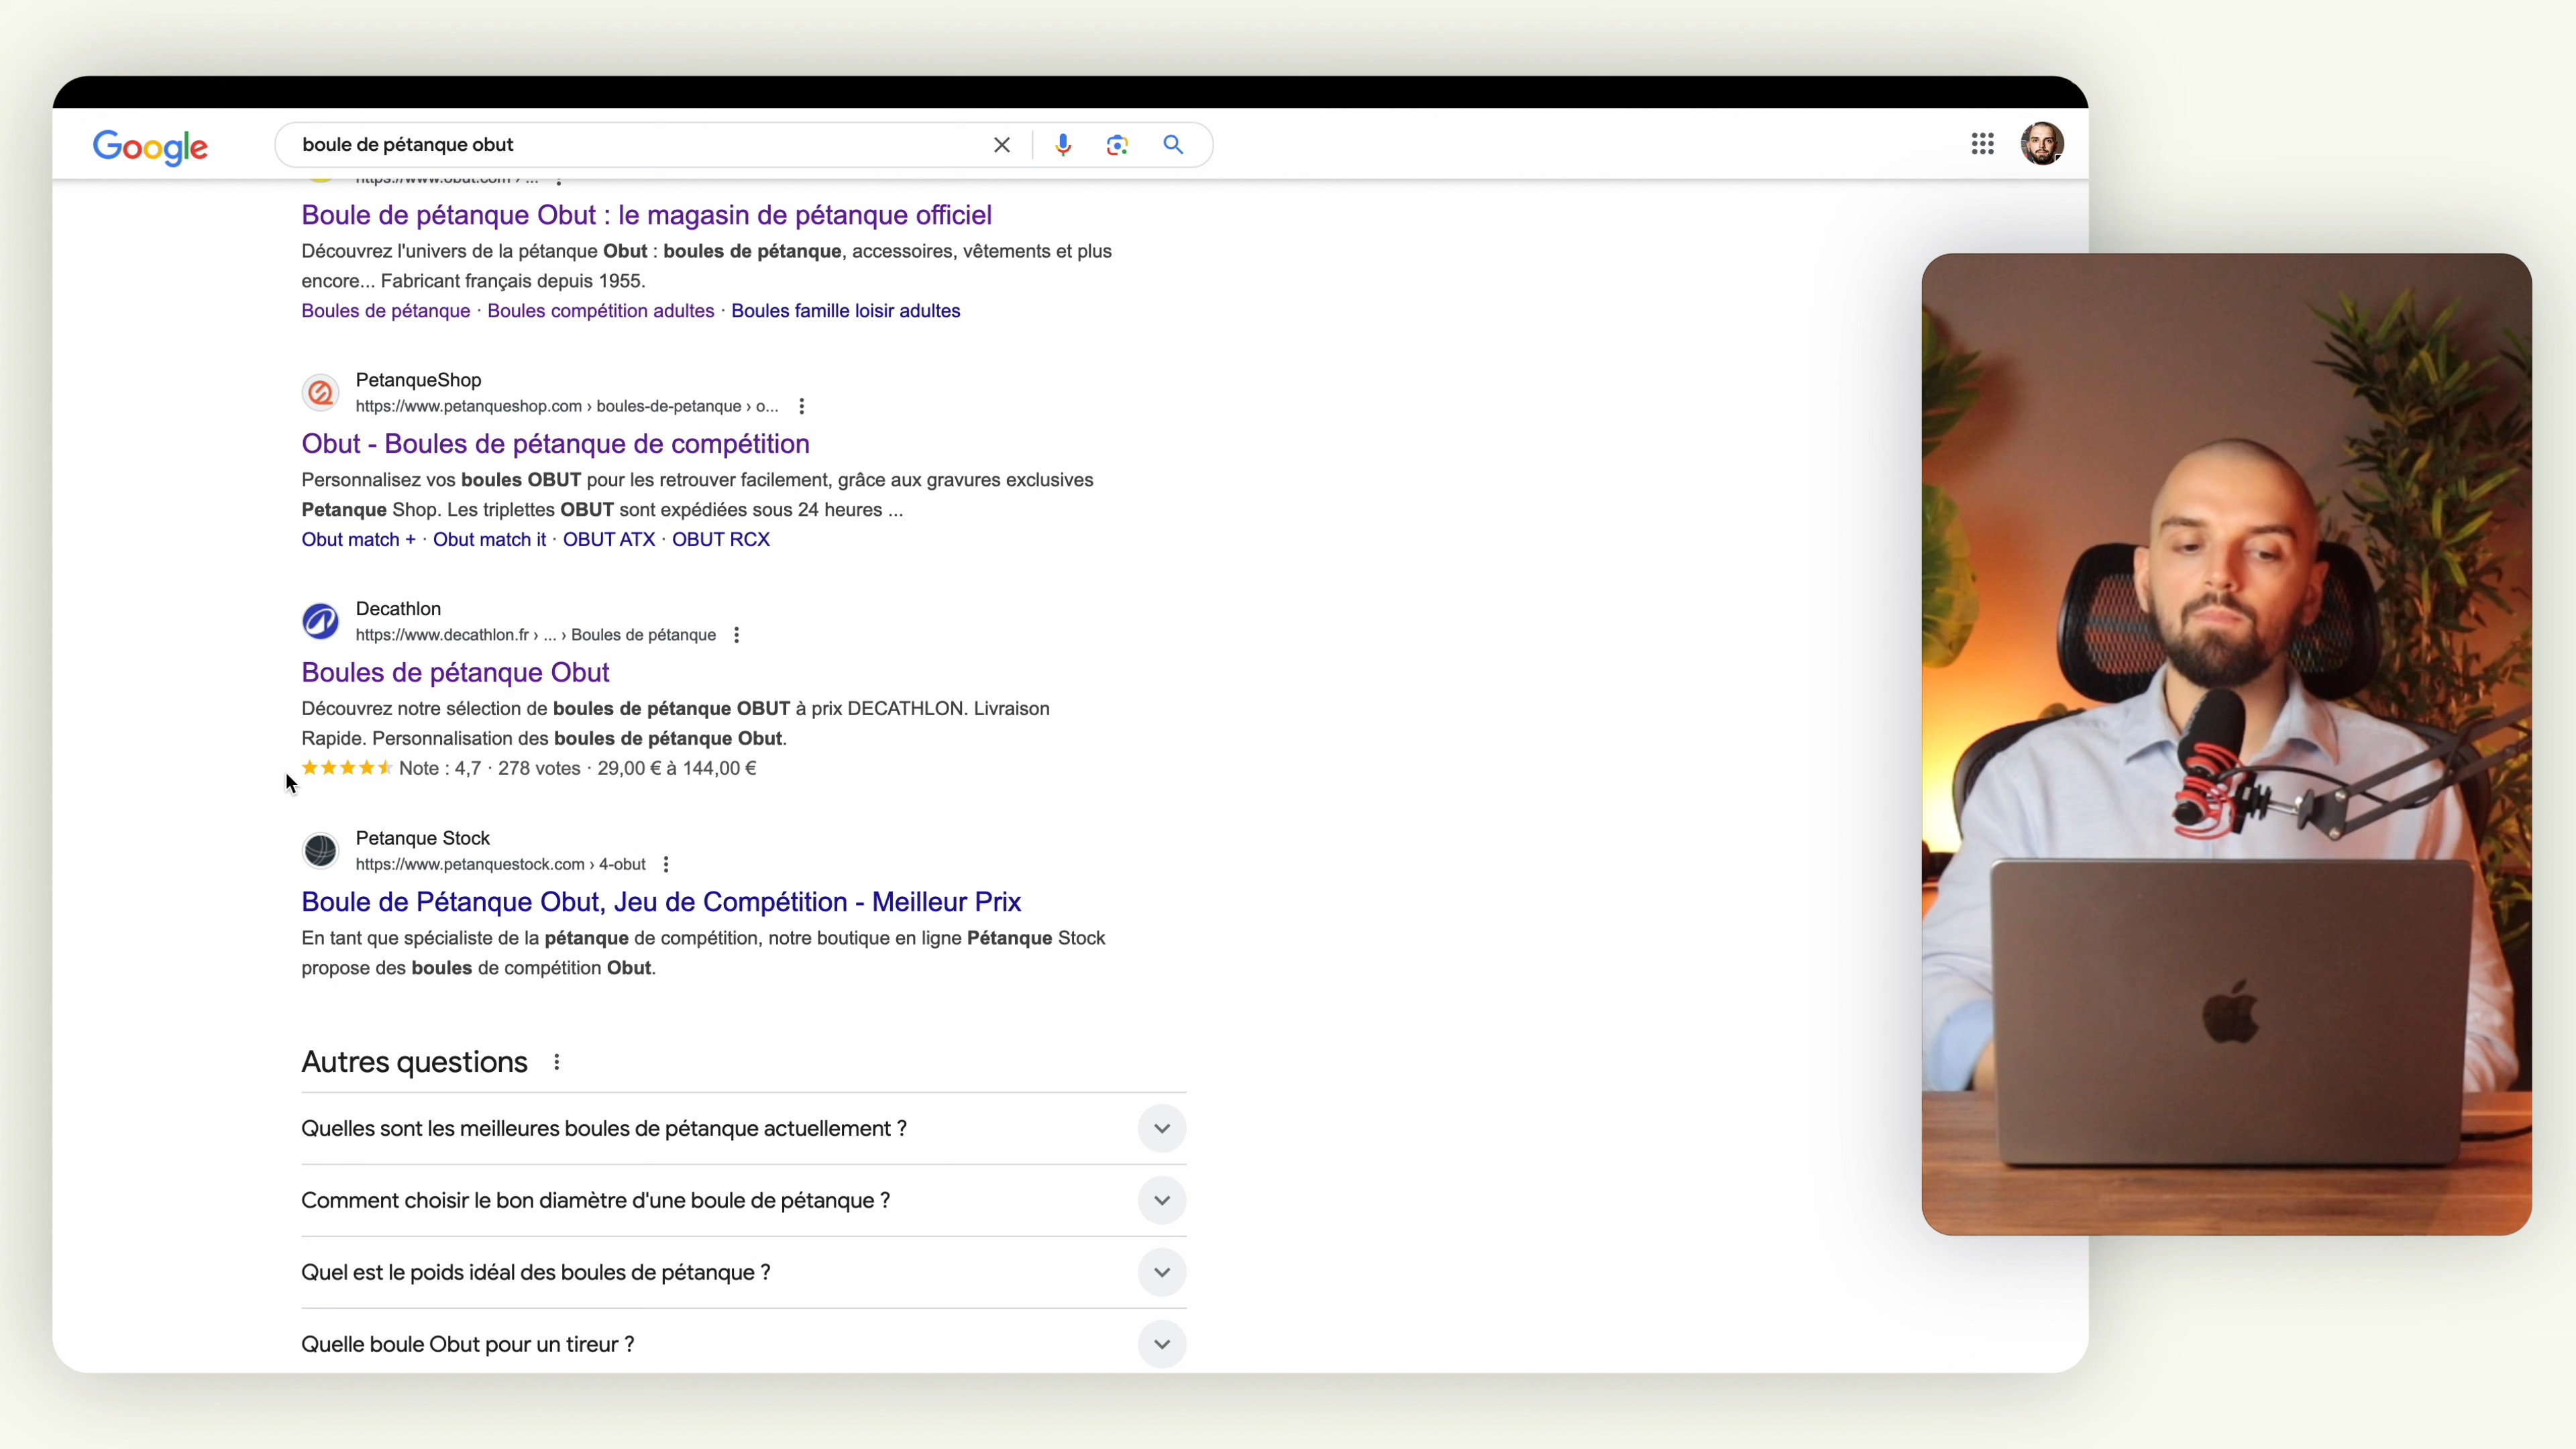 Google
boule de pétanque obut
Boule de pétanque Obut : le magasin de pétanque officiel
Découvrez l'univers de la pétanque Obut : boules de pétanque, accessoires, vêtements et plus
encore... Fabricant français depuis 1955.
Boules de pétanque · Boules compétition adultes · Boules famille loisir adultes
PetanqueShop
https://www.petanqueshop.com › boules-de-petanque › o...
Obut - Boules de pétanque de compétition
Personnalisez vos boules OBUT pour les retrouver facilement, grâce aux gravures exclusives
Petanque Shop. Les triplettes OBUT sont expédiées sous 24 heures ...
Obut match + · Obut match it · OBUT ATX · OBUT RCX
Decathlon
https://www.decathlon.fr › ... › Boules de pétanque
Boules de pétanque Obut
Découvrez notre sélection de boules de pétanque OBUT à prix DECATHLON. Livraison
Rapide. Personnalisation des boules de pétanque Obut.
Note : 4,7 · 278 votes · 29,00 € à 144,00 €
Petanque Stock
https://www.petanquestock.com › 4-obut
Boule de Pétanque Obut, Jeu de Compétition - Meilleur Prix
En tant que spécialiste de la pétanque de compétition, notre boutique en ligne Pétanque Stock
propose des boules de compétition Obut.
Autres questions
Quelles sont les meilleures boules de pétanque actuellement ?
Comment choisir le bon diamètre d'une boule de pétanque ?
Quel est le poids idéal des boules de pétanque ?
Quelle boule Obut pour un tireur ?